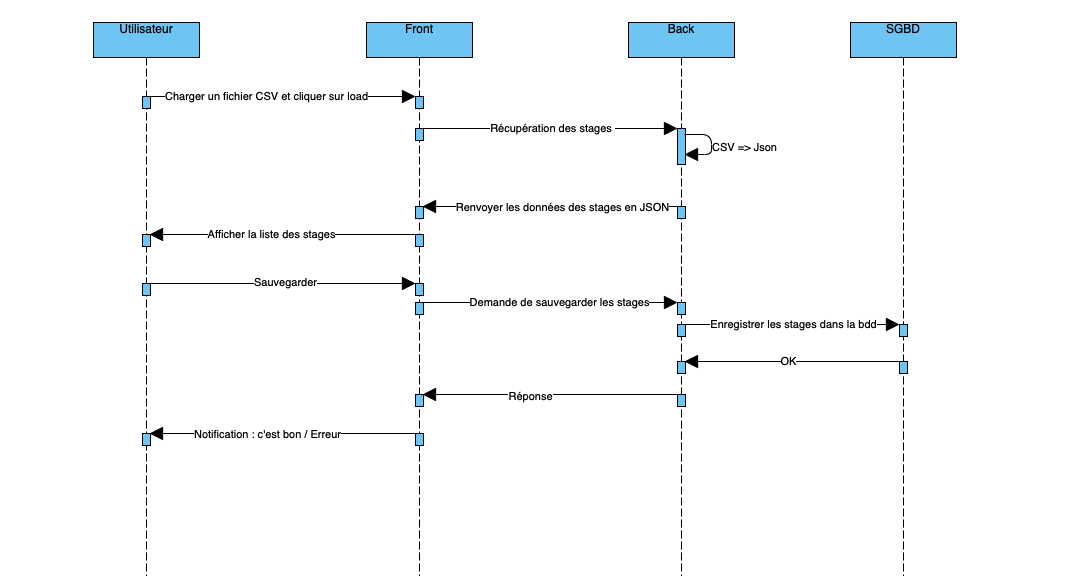 Utilisateur
Front
Back
SGBD
Charger un fichier CSV et cliquer sur load
Récupération des stages
CSV => Json
Renvoyer les données des stages en JSON
Afficher la liste des stages
Sauvegarder
Demande de sauvegarder les stages
Enregistrer les stages dans la bdd
OK
Réponse
Notification : c'est bon / Erreur